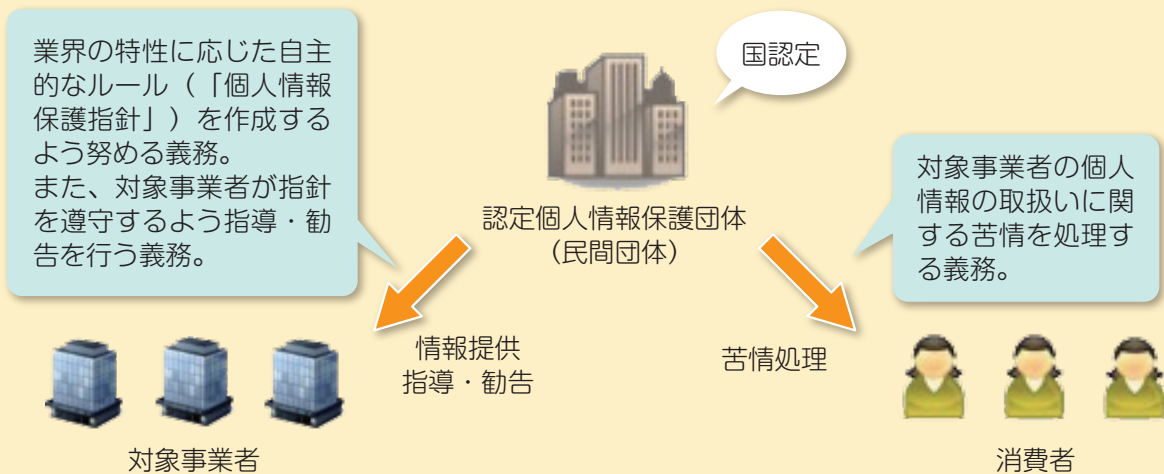 業界の特性に応じた自主
的なルール（「個人情報
保護指針」）を作成する
よう努める義務。
また、対象事業者が指針
を遵守するよう指導・勧
告を行う義務。
国認定
認定個人情報保護団体
（民間団体）
対象事業者の個人
情報の取扱いに関
する苦情を処理す
る義務。
情報提供
指導・勧告
苦情処理
対象事業者
消費者